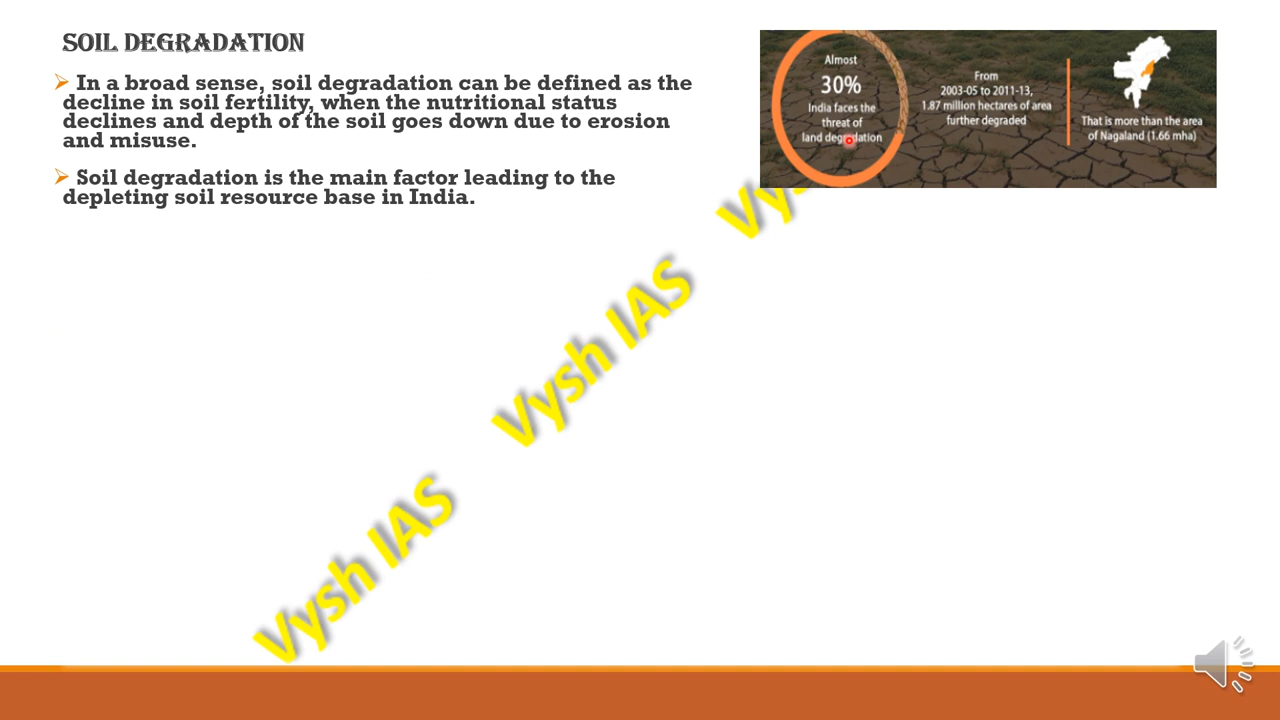 SOIL DEGRADATION
In a broad sense, soil degradation can be defined as the
decline in soil fertility, when the nutritional status
declines and depth of the soil goes down due to erosion
and misuse.
Soil degradation is the main factor leading to the
depleting soil resource base in India.
Almost
30%
India faces the
threat of
land degradation
From
2003-05 to 2011-13,
1.87 million hectares of area
further degraded
That is more than the area
of Nagaland (1.66 mha)
Vys
Vysh IAS
Vysh IAS